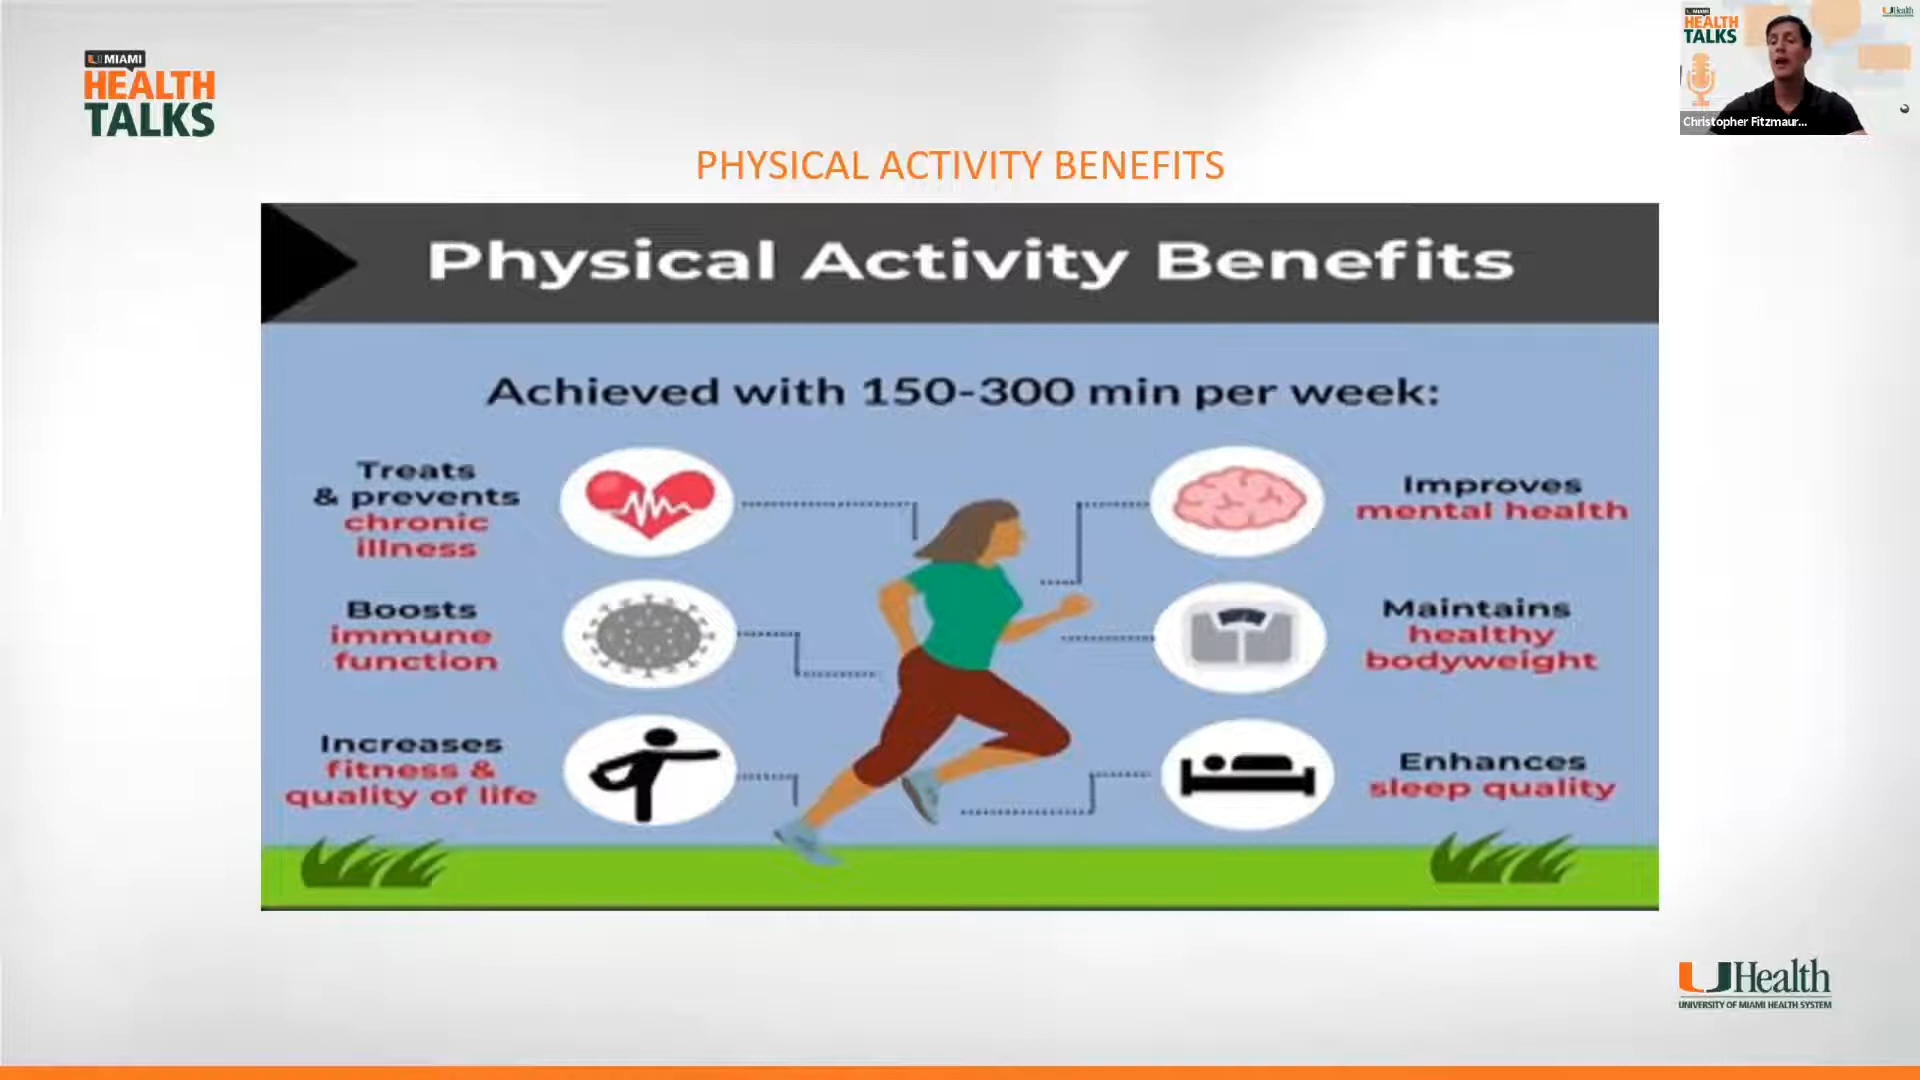 MIAMI
HEALTH
TALKS
MIAMI
HEALTH
TALKS
UHealth
Christopher Fitzmaur...
PHYSICAL ACTIVITY BENEFITS
Physical Activity Benefits
Achieved with 150-300 min per week:
Treats
& prevents
chronic
illness
Boosts
immune
function
Increases
fitness &
quality of life
Improves
mental health
Maintains
healthy
bodyweight
Enhances
sleep quality
UHealth
UNIVERSITY OF MIAMI HEALTH SYSTEM